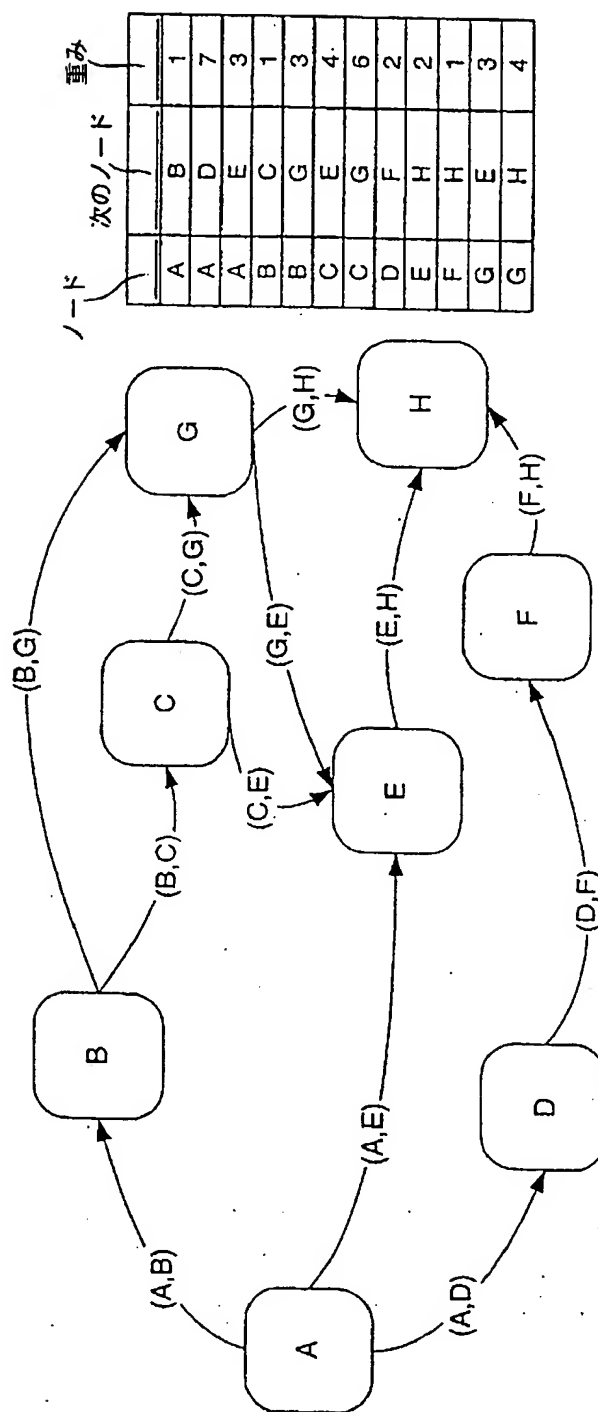 (B,G)
(A,B)
B
(B,C)
C
(C,G)
G
(C,E)
(G,E)
(G,H)
A
(A,E)
E
(E,H)
H
(A,D)
D
(D,F)
F
(F,H)
ノード 次のノード 重み
A B 1
A D 7
A E 3
B C 1
B G 3
C E 4
C G 6
D F 2
E H 2
F H 1
G E 3
G H 4